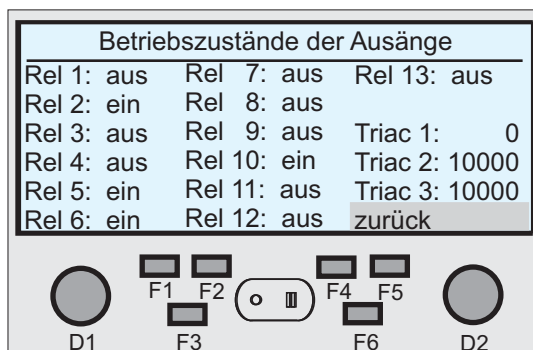 Betriebszustände der Ausänge
Rel 1: aus Rel 7: aus Rel 13: aus
Rel 2: ein Rel 8: aus
Rel 3: aus Rel 9: aus Triac 1: 0
Rel 4: aus Rel 10: ein Triac 2: 10000
Rel 5: ein Rel 11: aus Triac 3: 10000
Rel 6: ein Rel 12: aus zurück
F1 F2 F4 F5
D1 F3 F6 D2